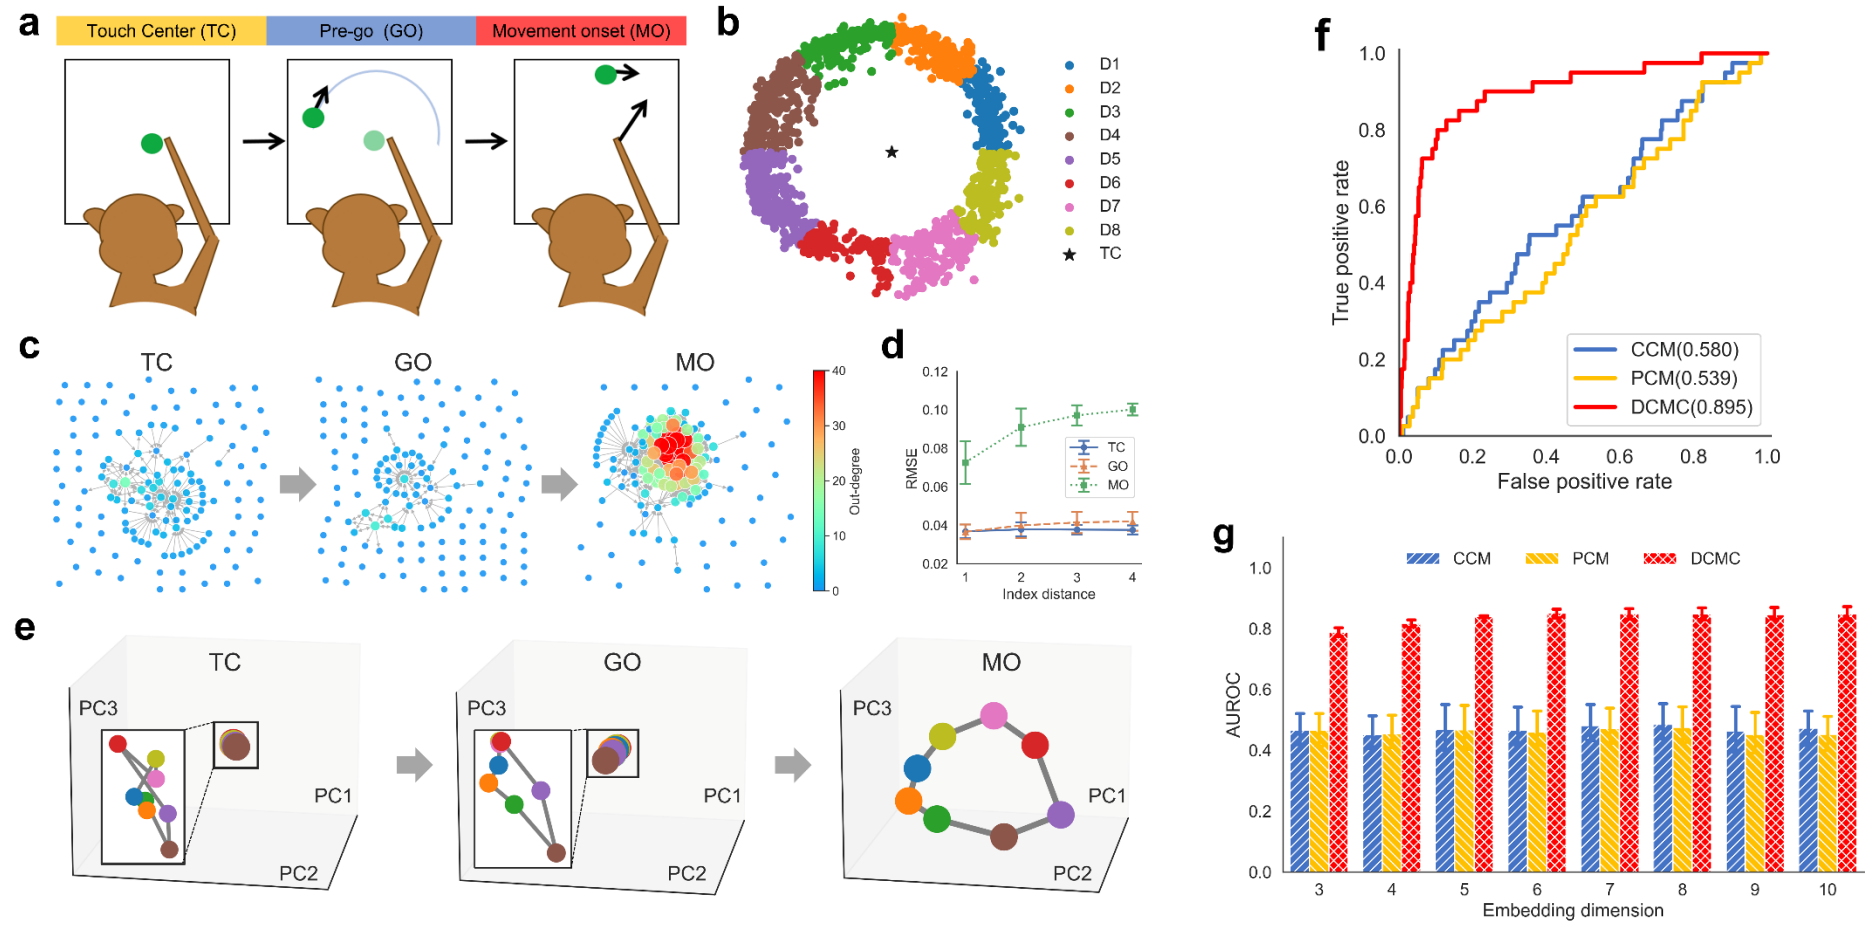 a
Touch Center (TC)
Pre-go (GO)
Movement onset (MO)
b
D1
D2
D3
D4
D5
D6
D7
D8
TC
c
TC
GO
MO
40
30
20
10
0
Out-degree
d
0.12
0.10
0.08
0.06
0.04
0.02
RMSE
TC
GO
MO
1 2 3 4
Index distance
e
TC
PC3
PC1
PC2
GO
PC3
PC1
PC2
MO
PC3
PC1
PC2
f
1.0
0.8
0.6
0.4
0.2
0.0
True positive rate
CCM(0.580)
PCM(0.539)
DCMC(0.895)
0.0 0.2 0.4 0.6 0.8 1.0
False positive rate
g
CCM PCM DCMC
1.0
0.8
0.6
0.4
0.2
0.0
AUROC
3 4 5 6 7 8 9 10
Embedding dimension